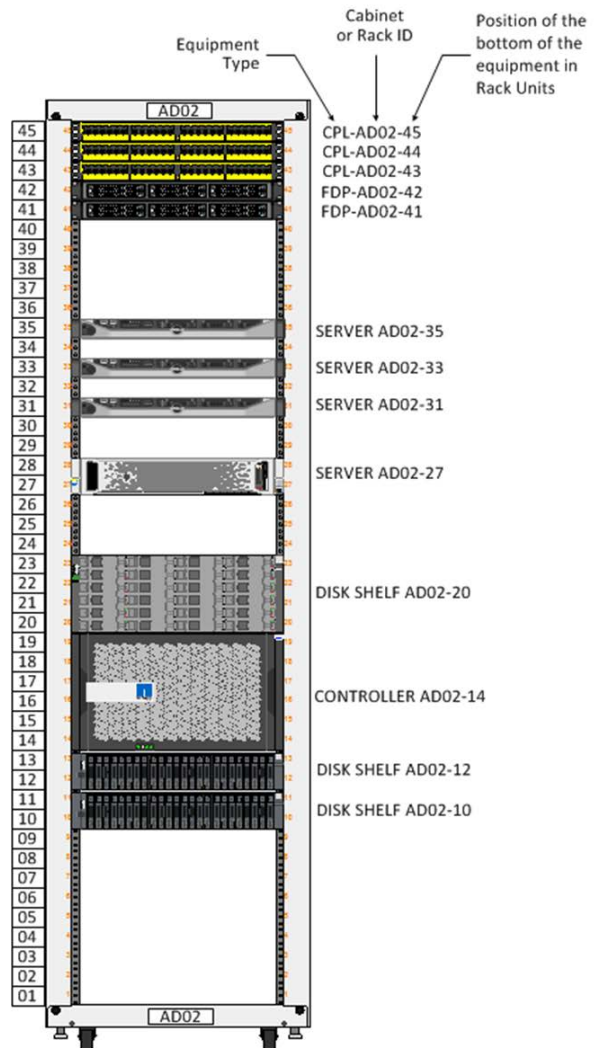 Cabinet
or Rack ID
Equipment
Type
Position of the
bottom of the
equipment in
Rack Units
AD02
45
CPL-AD02-45
44
CPL-AD02-44
43
CPL-AD02-43
42
FDP-AD02-42
41
FDP-AD02-41
40
39
38
37
36
35
SERVER AD02-35
34
33
SERVER AD02-33
32
31
SERVER AD02-31
30
29
28
SERVER AD02-27
27
26
25
24
23
22
DISK SHELF AD02-20
21
20
19
18
17
CONTROLLER AD02-14
16
15
14
13
DISK SHELF AD02-12
12
11
DISK SHELF AD02-10
10
09
08
07
06
05
04
03
02
01
AD02